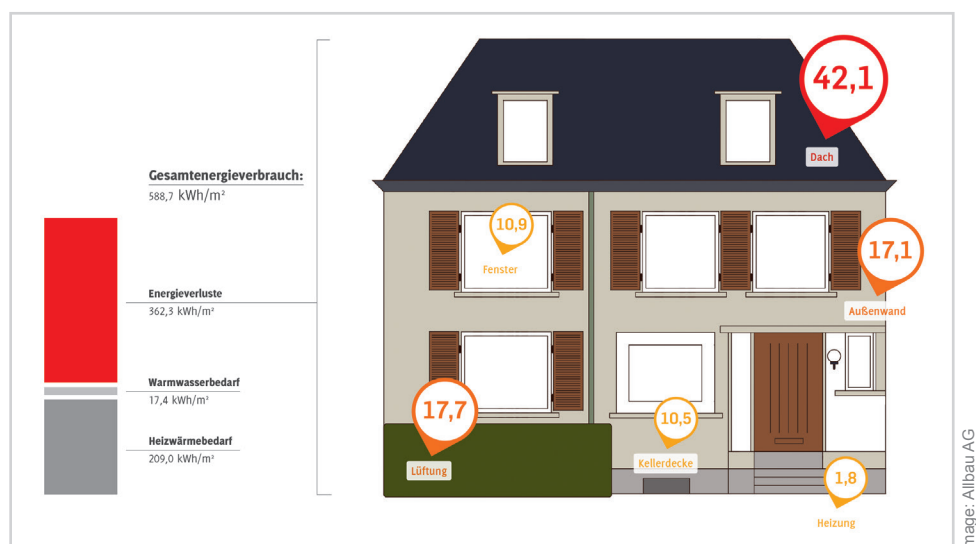 Gesamtenergieverbrauch:
588,7 kWh/m²
Energieverluste
362,3 kWh/m²
Warmwasserbedarf
17,4 kWh/m²
Heizwärmebedarf
209,0 kWh/m²
42,1
Dach
10,9
Fenster
17,1
Außenwand
17,7
Lüftung
10,5
Kellerdecke
1,8
Heizung
Allbau AG